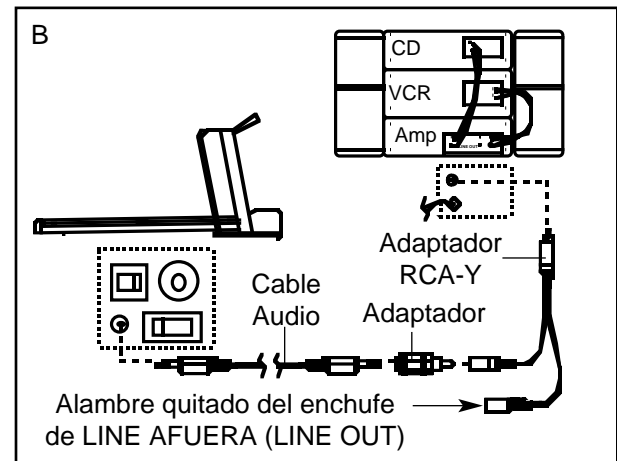 B
CD
VCR
Amp
LINE OUT
Adaptador
RCA-Y
Cable
Audio
Adaptador
Alambre quitado del enchufe
de LINE AFUERA (LINE OUT)